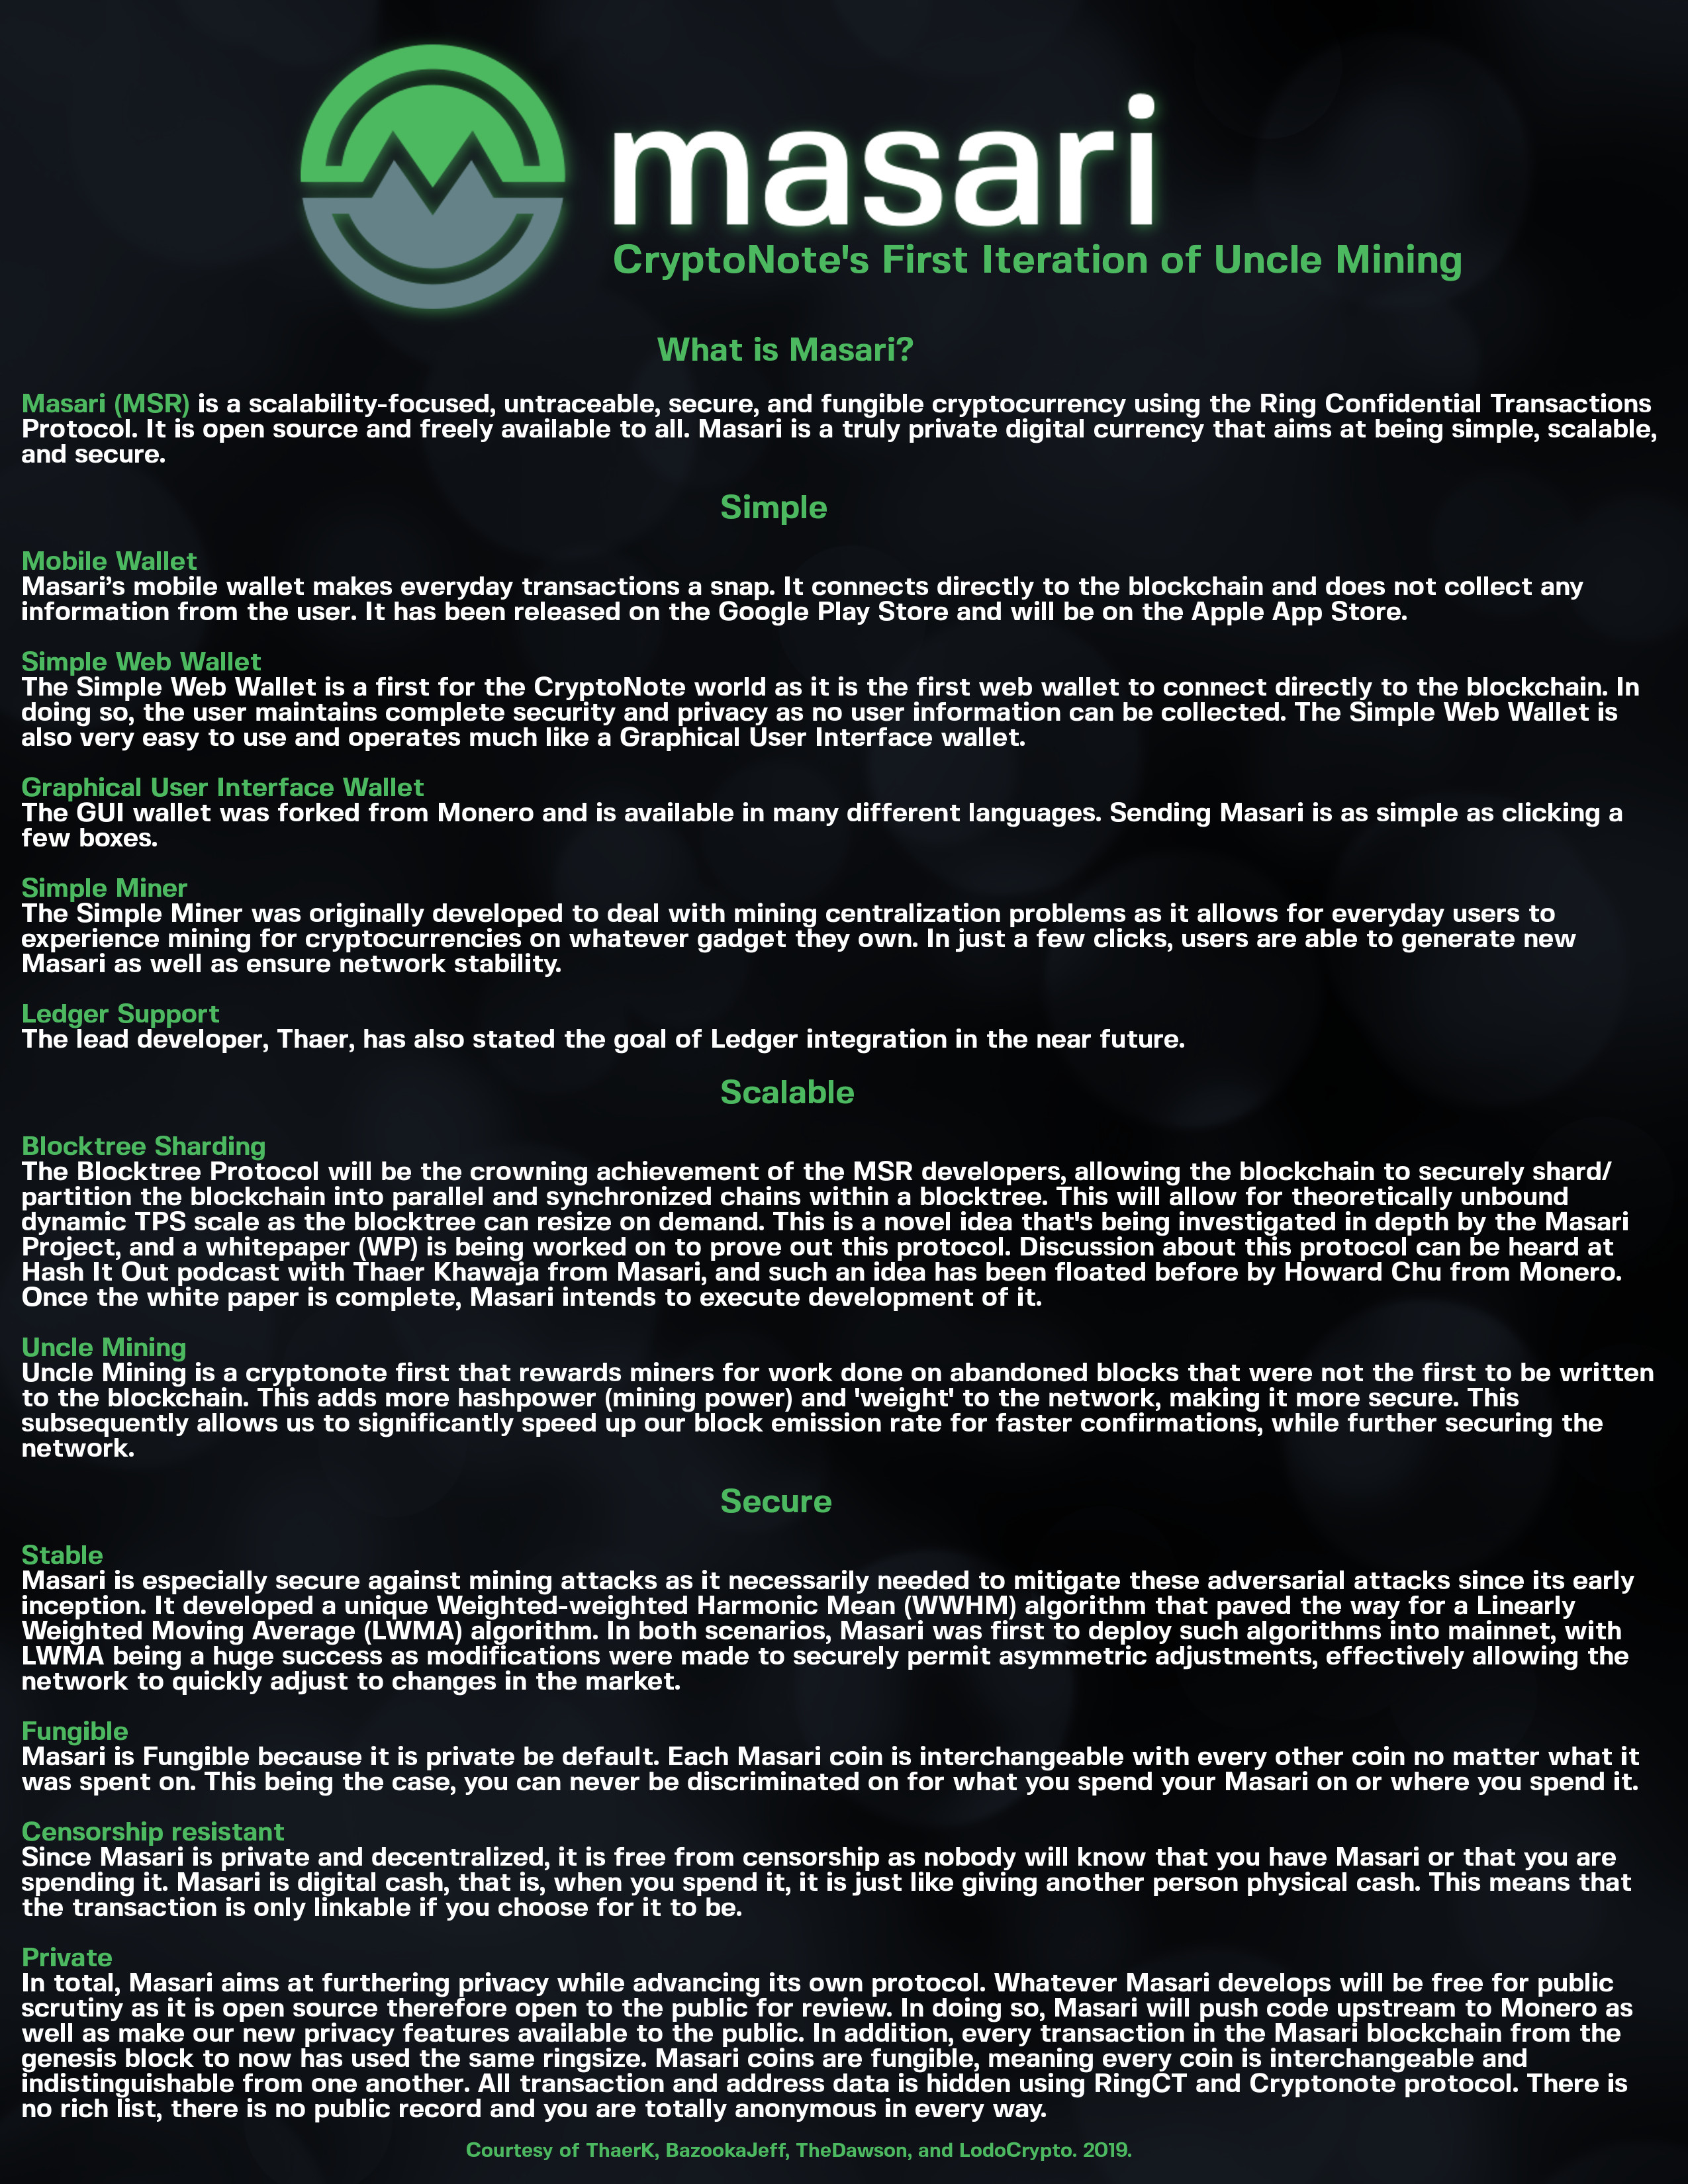 masari
CryptoNote's First Iteration of Uncle Mining
What is Masari?
Masari (MSR) is a scalability-focused, untraceable, secure, and fungible cryptocurrency using the Ring Confidential Transactions
Protocol. It is open source and freely available to all. Masari is a truly private digital currency that aims at being simple, scalable,
and secure.
Simple
Mobile Wallet
Masari’s mobile wallet makes everyday transactions a snap. It connects directly to the blockchain and does not collect any
information from the user. It has been released on the Google Play Store and will be on the Apple App Store.
Simple Web Wallet
The Simple Web Wallet is a first for the CryptoNote world as it is the first web wallet to connect directly to the blockchain. In
doing so, the user maintains complete security and privacy as no user information can be collected. The Simple Web Wallet is
also very easy to use and operates much like a Graphical User Interface wallet.
Graphical User Interface Wallet
The GUI wallet was forked from Monero and is available in many different languages. Sending Masari is as simple as clicking a
few boxes.
Simple Miner
The Simple Miner was originally developed to deal with mining centralization problems as it allows for everyday users to
experience mining for cryptocurrencies on whatever gadget they own. In just a few clicks, users are able to generate new
Masari as well as ensure network stability.
Ledger Support
The lead developer, Thaer, has also stated the goal of Ledger integration in the near future.
Scalable
Blocktree Sharding
The Blocktree Protocol will be the crowning achievement of the MSR developers, allowing the blockchain to securely shard/
partition the blockchain into parallel and synchronized chains within a blocktree. This will allow for theoretically unbound
dynamic TPS scale as the blocktree can resize on demand. This is a novel idea that's being investigated in depth by the Masari
Project, and a whitepaper (WP) is being worked on to prove out this protocol. Discussion about this protocol can be heard at
Hash It Out podcast with Thaer Khawaja from Masari, and such an idea has been floated before by Howard Chu from Monero.
Once the white paper is complete, Masari intends to execute development of it.
Uncle Mining
Uncle Mining is a cryptonote first that rewards miners for work done on abandoned blocks that were not the first to be written
to the blockchain. This adds more hashpower (mining power) and 'weight' to the network, making it more secure. This
subsequently allows us to significantly speed up our block emission rate for faster confirmations, while further securing the
network.
Secure
Stable
Masari is especially secure against mining attacks as it necessarily needed to mitigate these adversarial attacks since its early
inception. It developed a unique Weighted-weighted Harmonic Mean (WWHM) algorithm that paved the way for a Linearly
Weighted Moving Average (LWMA) algorithm. In both scenarios, Masari was first to deploy such algorithms into mainnet, with
LWMA being a huge success as modifications were made to securely permit asymmetric adjustments, effectively allowing the
network to quickly adjust to changes in the market.
Fungible
Masari is Fungible because it is private be default. Each Masari coin is interchangeable with every other coin no matter what it
was spent on. This being the case, you can never be discriminated on for what you spend your Masari on or where you spend it.
Censorship resistant
Since Masari is private and decentralized, it is free from censorship as nobody will know that you have Masari or that you are
spending it. Masari is digital cash, that is, when you spend it, it is just like giving another person physical cash. This means that
the transaction is only linkable if you choose for it to be.
Private
In total, Masari aims at furthering privacy while advancing its own protocol. Whatever Masari develops will be free for public
scrutiny as it is open source therefore open to the public for review. In doing so, Masari will push code upstream to Monero as
well as make our new privacy features available to the public. In addition, every transaction in the Masari blockchain from the
genesis block to now has used the same ringsize. Masari coins are fungible, meaning every coin is interchangeable and
indistinguishable from one another. All transaction and address data is hidden using RingCT and Cryptonote protocol. There is
no rich list, there is no public record and you are totally anonymous in every way.
Courtesy of ThaerK, BazookaJeff, TheDawson, and LodoCrypto. 2019.